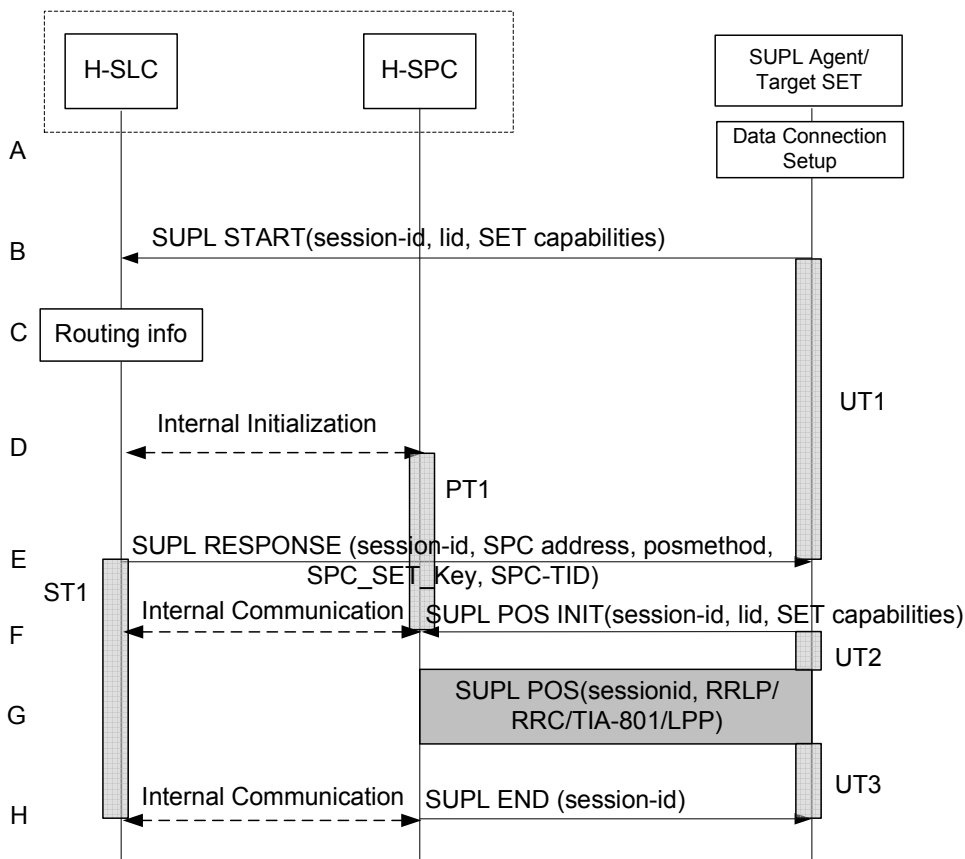 H-SLC
H-SPC
SUPL Agent/
Target SET
A
Data Connection
Setup
B
SUPL START(session-id, lid, SET capabilities)
C
Routing info
UT1
D
Internal Initialization
PT1
E
SUPL RESPONSE (session-id, SPC address, posmethod,
SPC_SET_Key, SPC-TID)
ST1
F
Internal Communication
SUPL POS INIT(session-id, lid, SET capabilities)
UT2
G
SUPL POS(sessionid, RRLP/
RRC/TIA-801/LPP)
UT3
H
Internal Communication
SUPL END (session-id)